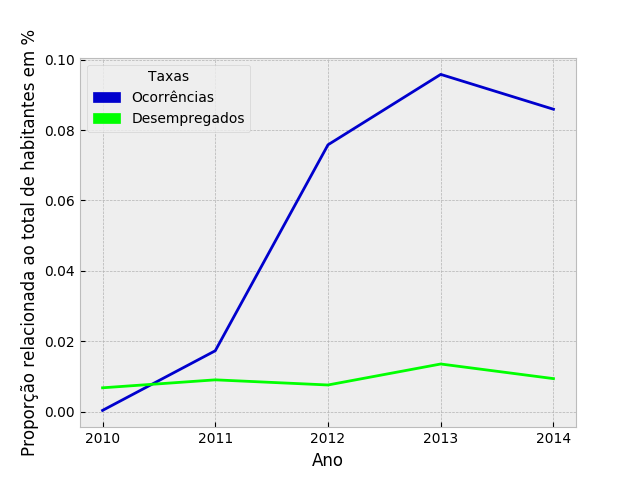 Proporção relacionada ao total de habitantes em %
0.10
0.08
0.06
0.04
0.02
0.00
Taxas
Ocorrências
Desempregados
2010 2011 2012 2013 2014
Ano